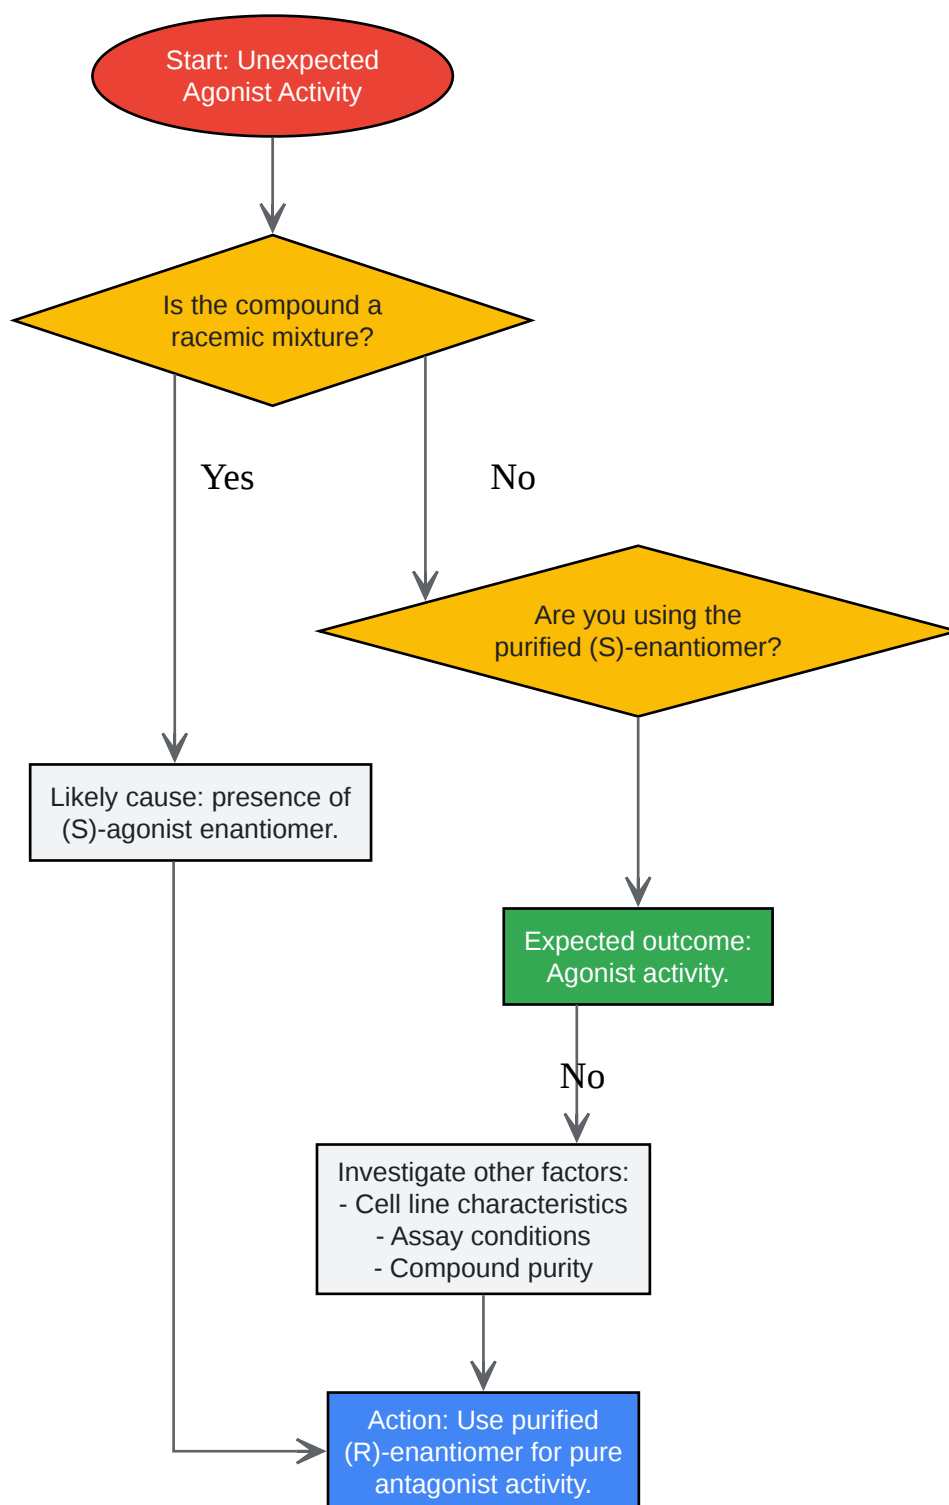 Start: Unexpected
Agonist Activity
Is the compound a
racemic mixture?
Yes
No
Are you using the
purified (S)-enantiomer?
Likely cause: presence of
(S)-agonist enantiomer.
Expected outcome:
Agonist activity.
No
Investigate other factors:
- Cell line characteristics
- Assay conditions
- Compound purity
Action: Use purified
(R)-enantiomer for pure
antagonist activity.